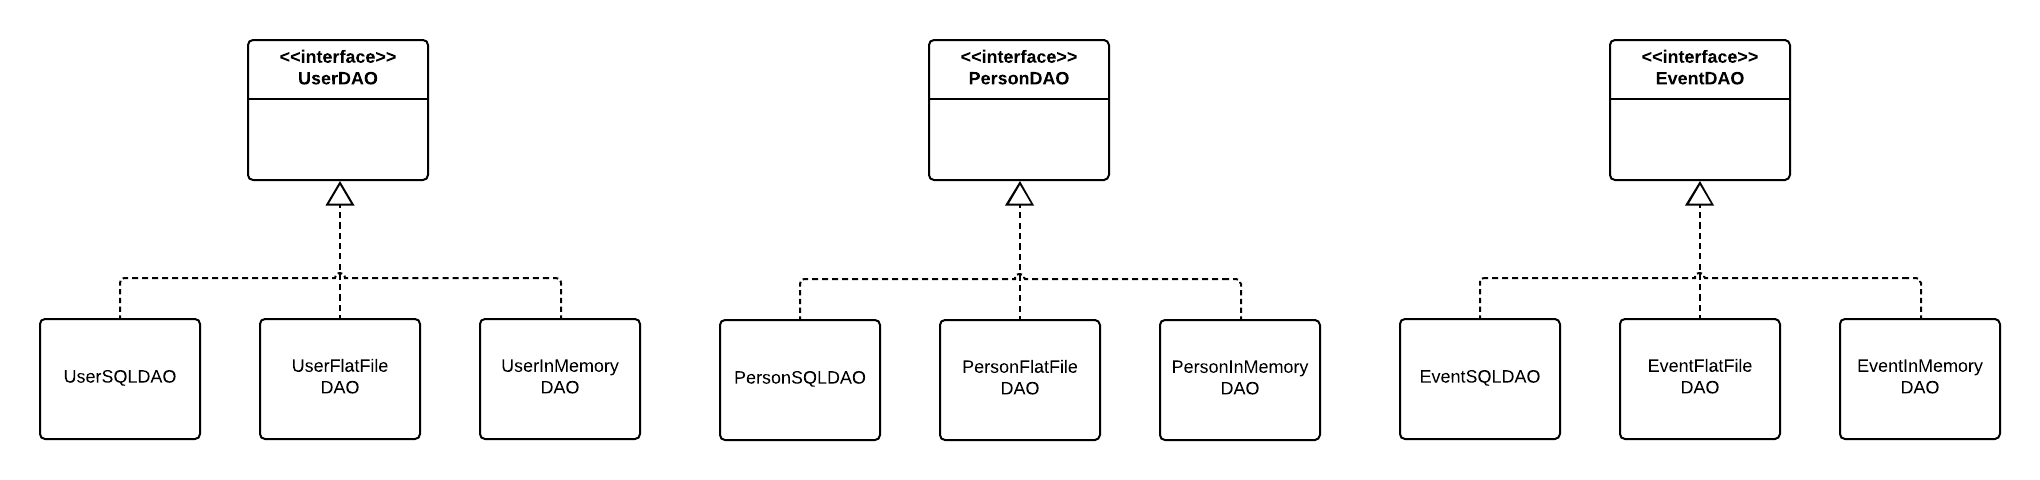 <<interface>>
UserDAO
<<interface>>
PersonDAO
<<interface>>
EventDAO
UserSQLDAO
UserFlatFile
DAO
UserInMemory
DAO
PersonSQLDAO
PersonFlatFile
DAO
PersonInMemory
DAO
EventSQLDAO
EventFlatFile
DAO
EventInMemory
DAO